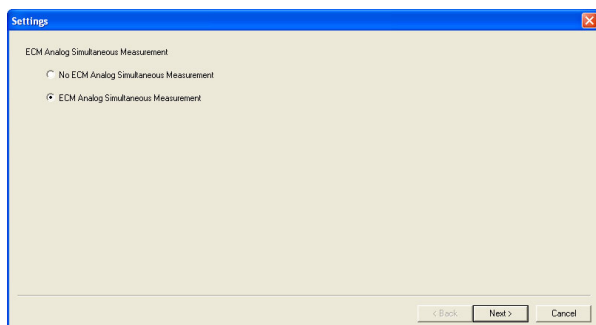 Settings
ECM Analog Simultaneous Measurement
No ECM Analog Simultaneous Measurement
ECM Analog Simultaneous Measurement
< Back Next > Cancel